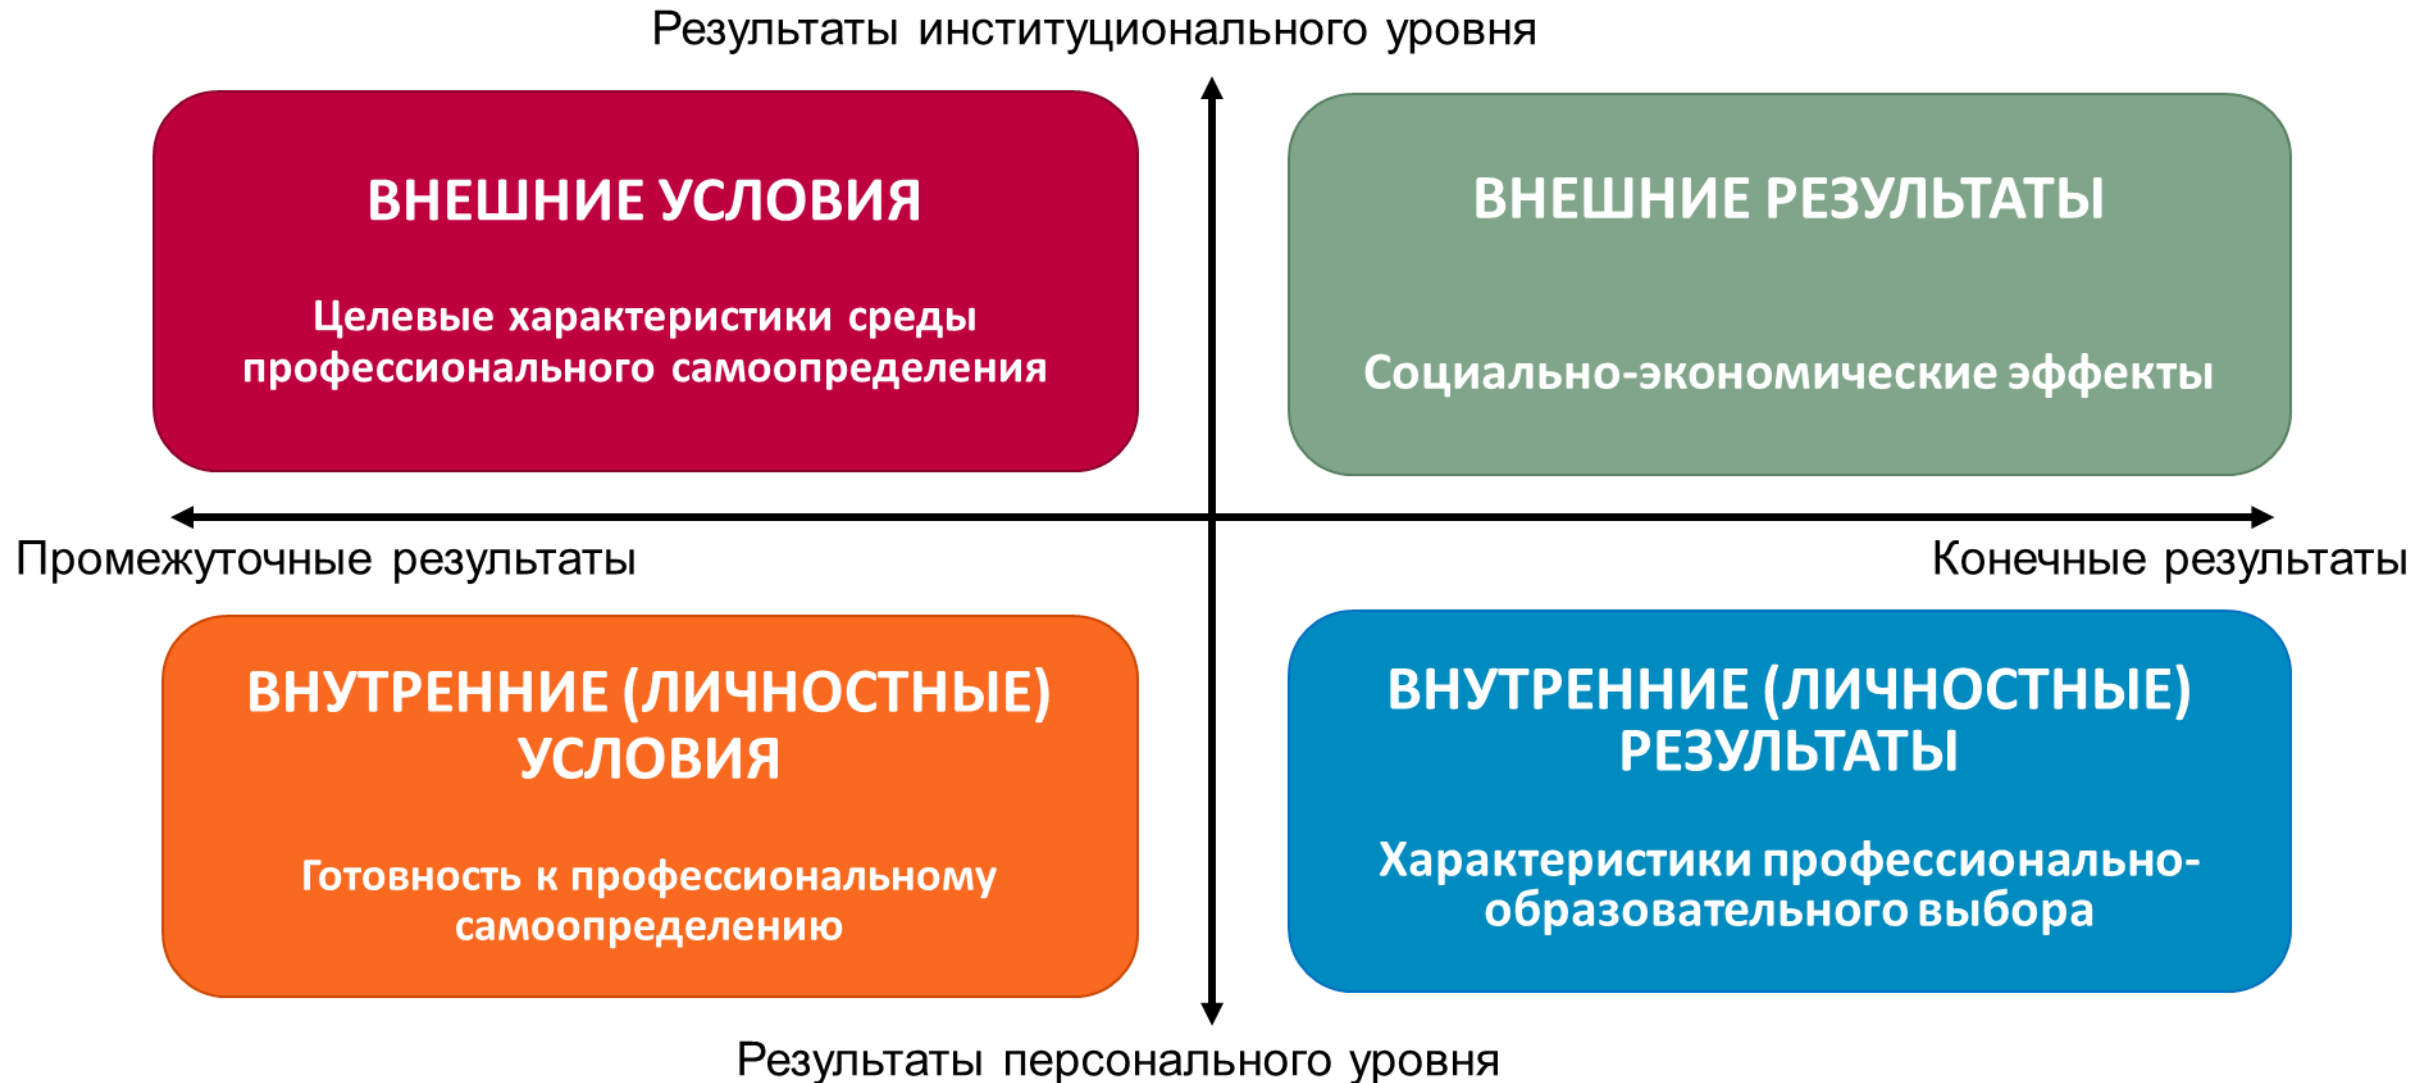 Результаты институционального уровня
ВНЕШНИЕ УСЛОВИЯ
Целевые характеристики среды
профессионального самоопределения
ВНЕШНИЕ РЕЗУЛЬТАТЫ
Социально-экономические эффекты
Промежуточные результаты
Конечные результаты
ВНУТРЕННИЕ (ЛИЧНОСТНЫЕ)
УСЛОВИЯ
Готовность к профессиональному
самоопределению
ВНУТРЕННИЕ (ЛИЧНОСТНЫЕ)
РЕЗУЛЬТАТЫ
Характеристики профессионально-
образовательного выбора
Результаты персонального уровня